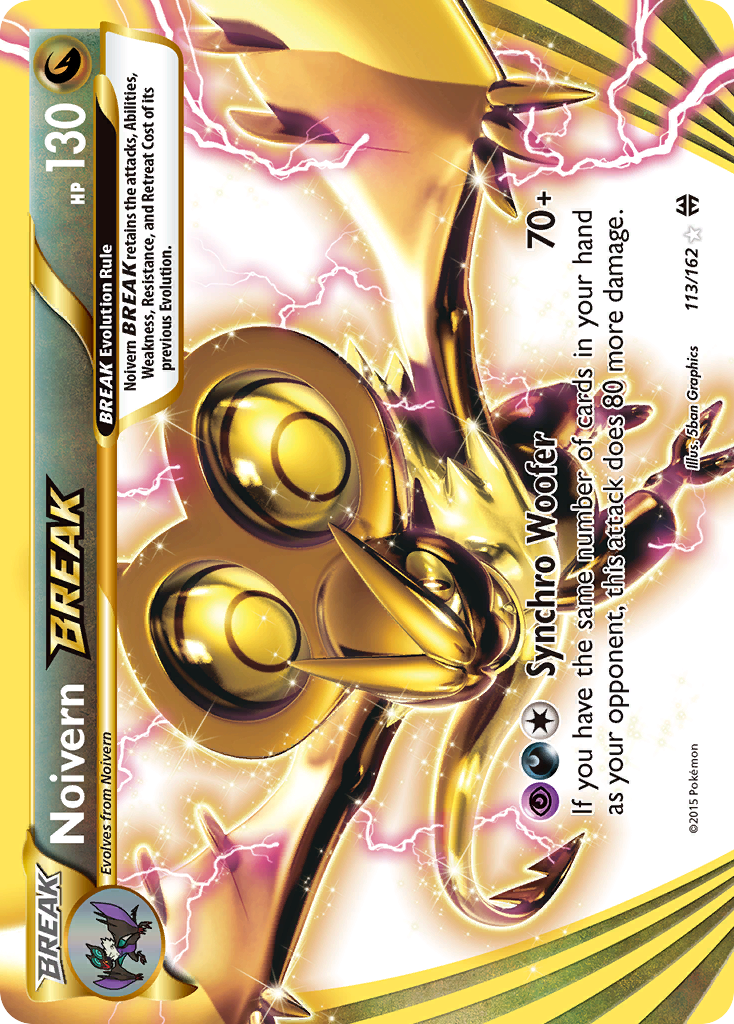 BREAK
Noivern BREAK
HP 130
Evolves from Noivern
BREAK Evolution Rule
Noivern BREAK retains the attacks, Abilities,
Weakness, Resistance, and Retreat Cost of its
previous Evolution.
Synchro Woofer 70+
If you have the same number of cards in your hand
as your opponent, this attack does 80 more damage.
Illus. 5ban Graphics
©2015 Pokémon
113/162